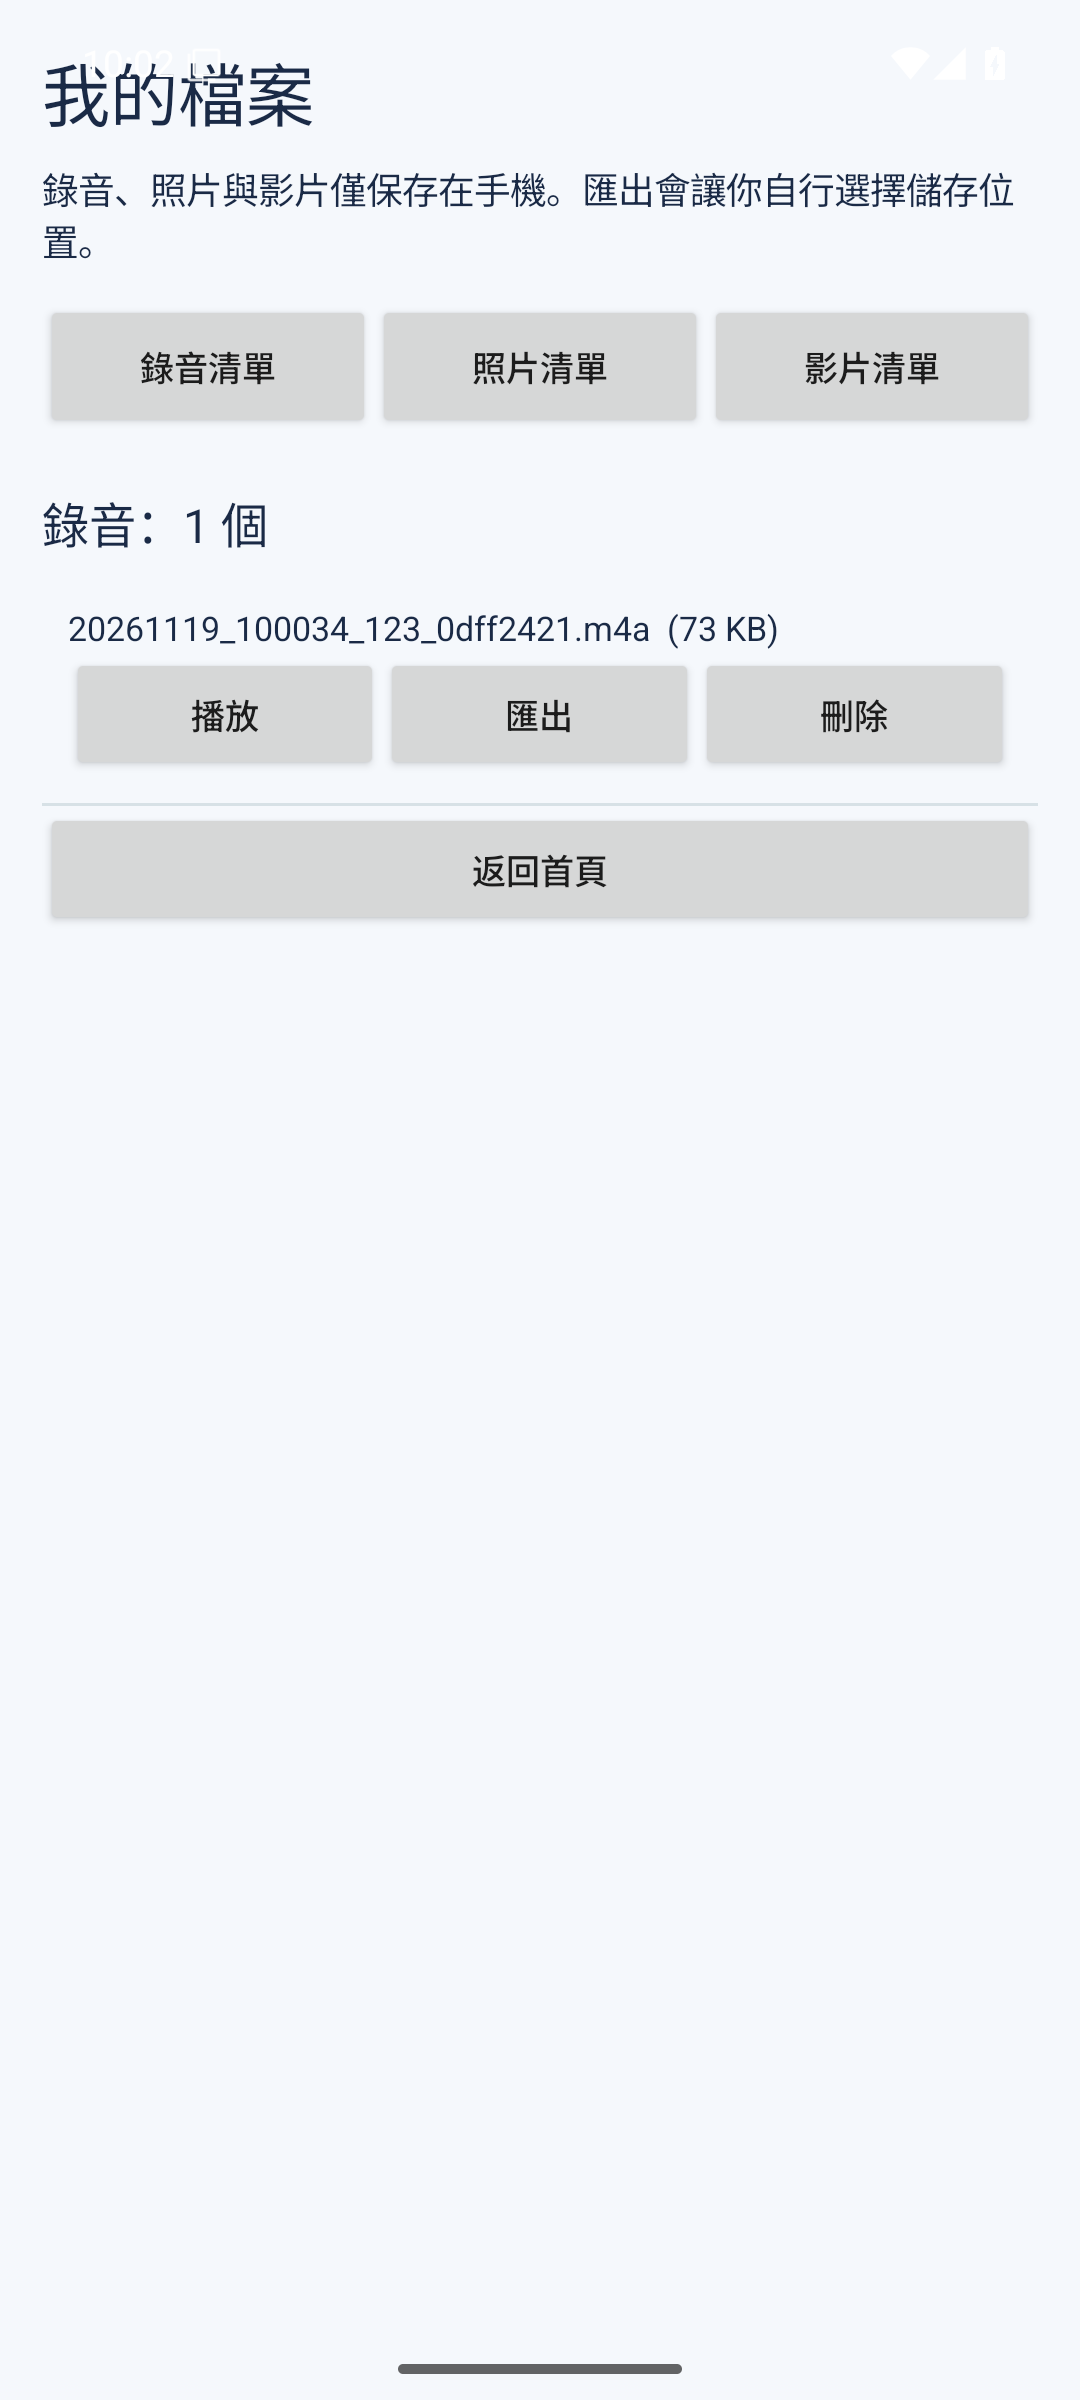 10:02
我的檔案
錄音、照片與影片僅保存在手機。匯出會讓你自行選擇儲存位
置。
錄音清單 照片清單 影片清單
錄音：1 個
20261119_100034_123_0dff2421.m4a (73 KB)
播放 匯出 刪除
返回首頁